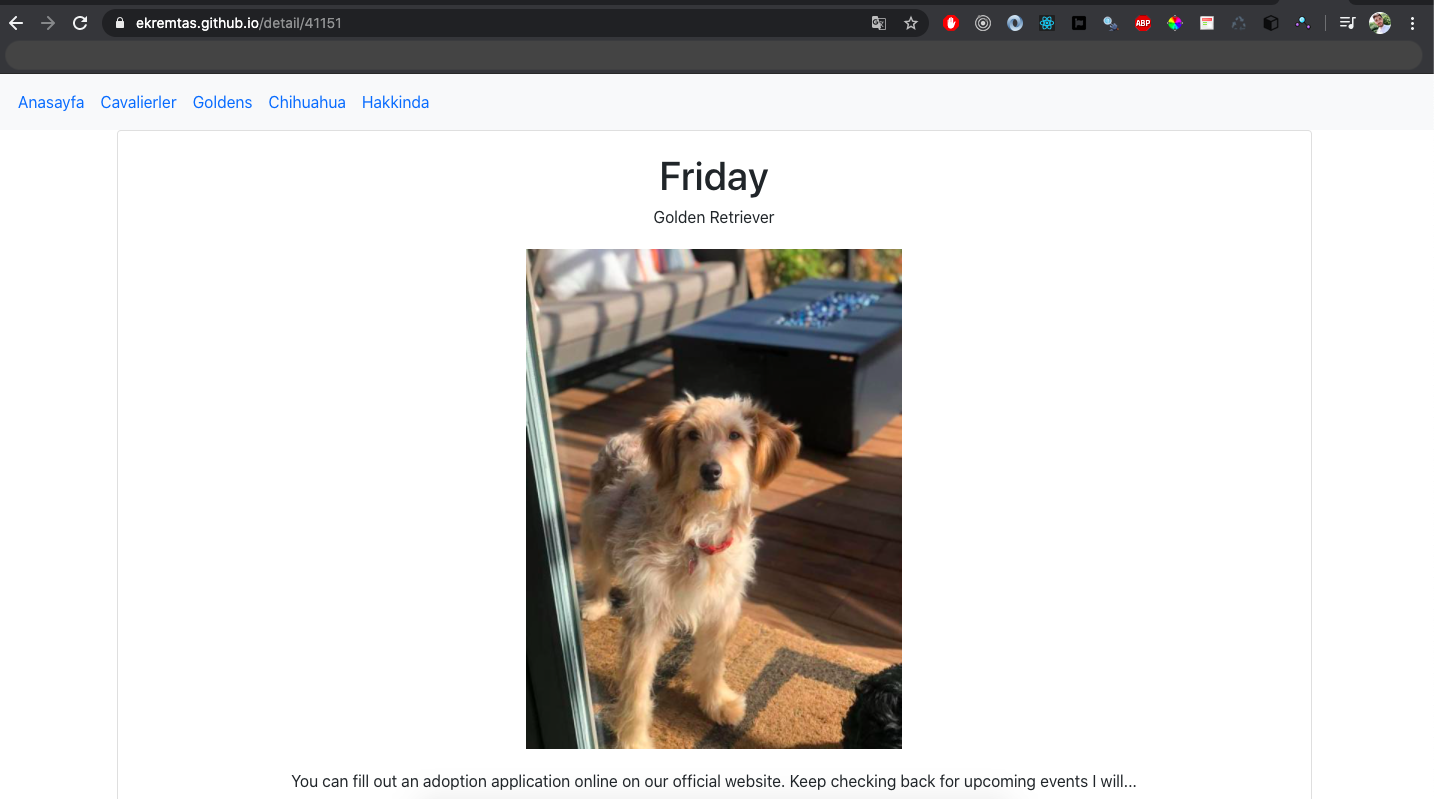 ekremtas.github.io/detail/41151
ABP
Anasayfa Cavalierler Goldens Chihuahua Hakkinda
Friday
Golden Retriever
You can fill out an adoption application online on our official website. Keep checking back for upcoming events I will...